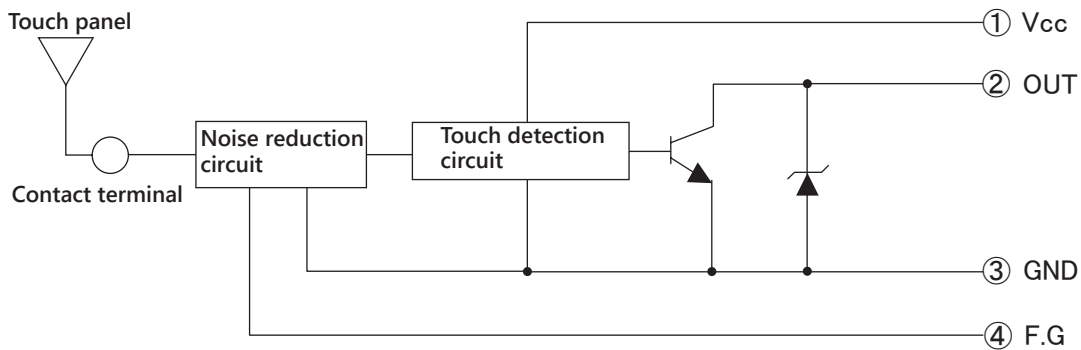 Touch panel
① Vcc
② OUT
Noise reduction
circuit
Touch detection
circuit
Contact terminal
③ GND
④ F.G